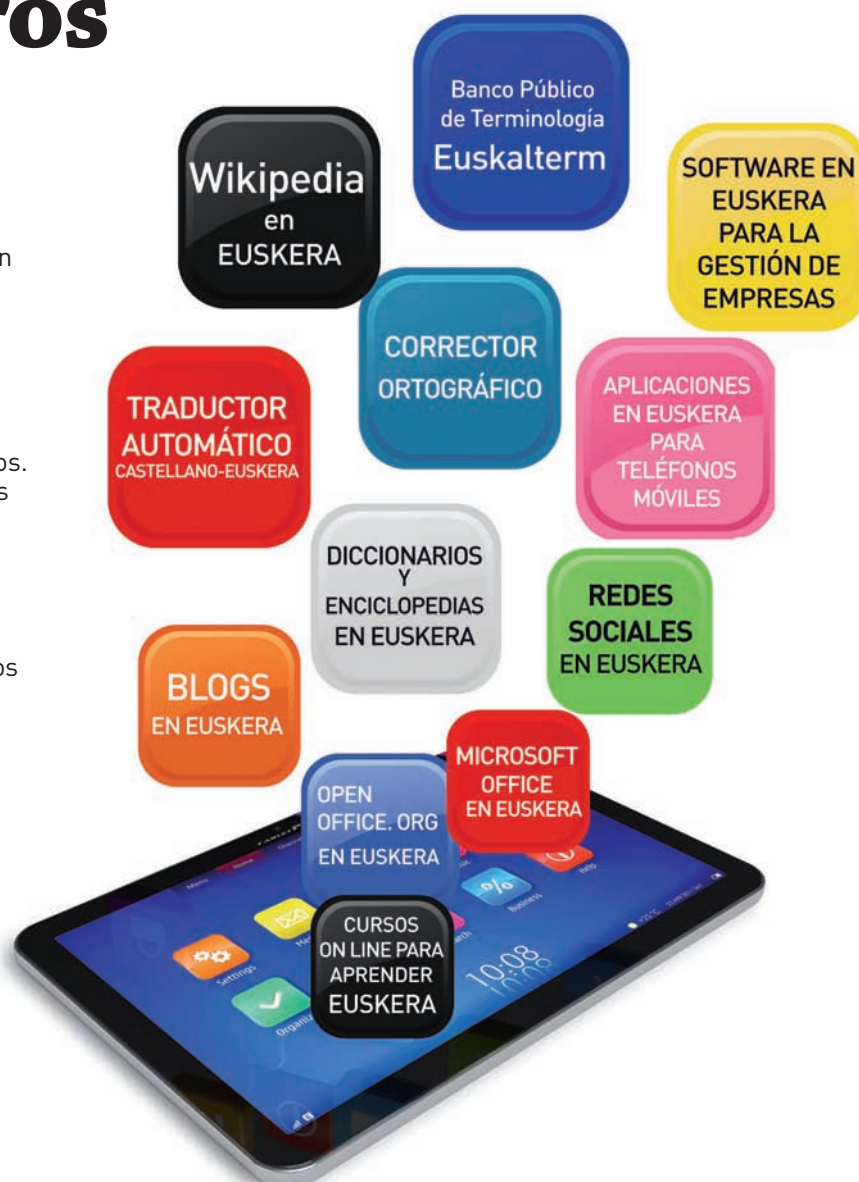 Wikipedia
en
EUSKERA
Banco Público
de Terminología
Euskalterm
SOFTWARE EN
EUSKERA
PARA LA
GESTIÓN DE
EMPRESAS
CORRECTOR
ORTOGRÁFICO
TRADUCTOR
AUTOMÁTICO
CASTELLANO-EUSKERA
APLICACIONES
EN EUSKERA
PARA
TELÉFONOS
MÓVILES
DICCIONARIOS
Y
ENCICLOPEDIAS
EN EUSKERA
REDES
SOCIALES
EN EUSKERA
BLOGS
EN EUSKERA
MICROSOFT
OFFICE
EN EUSKERA
OPEN
OFFICE. ORG
EN EUSKERA
CURSOS
ON LINE PARA
APRENDER
EUSKERA
Menu
Home
Settings
Business
Help
10:08